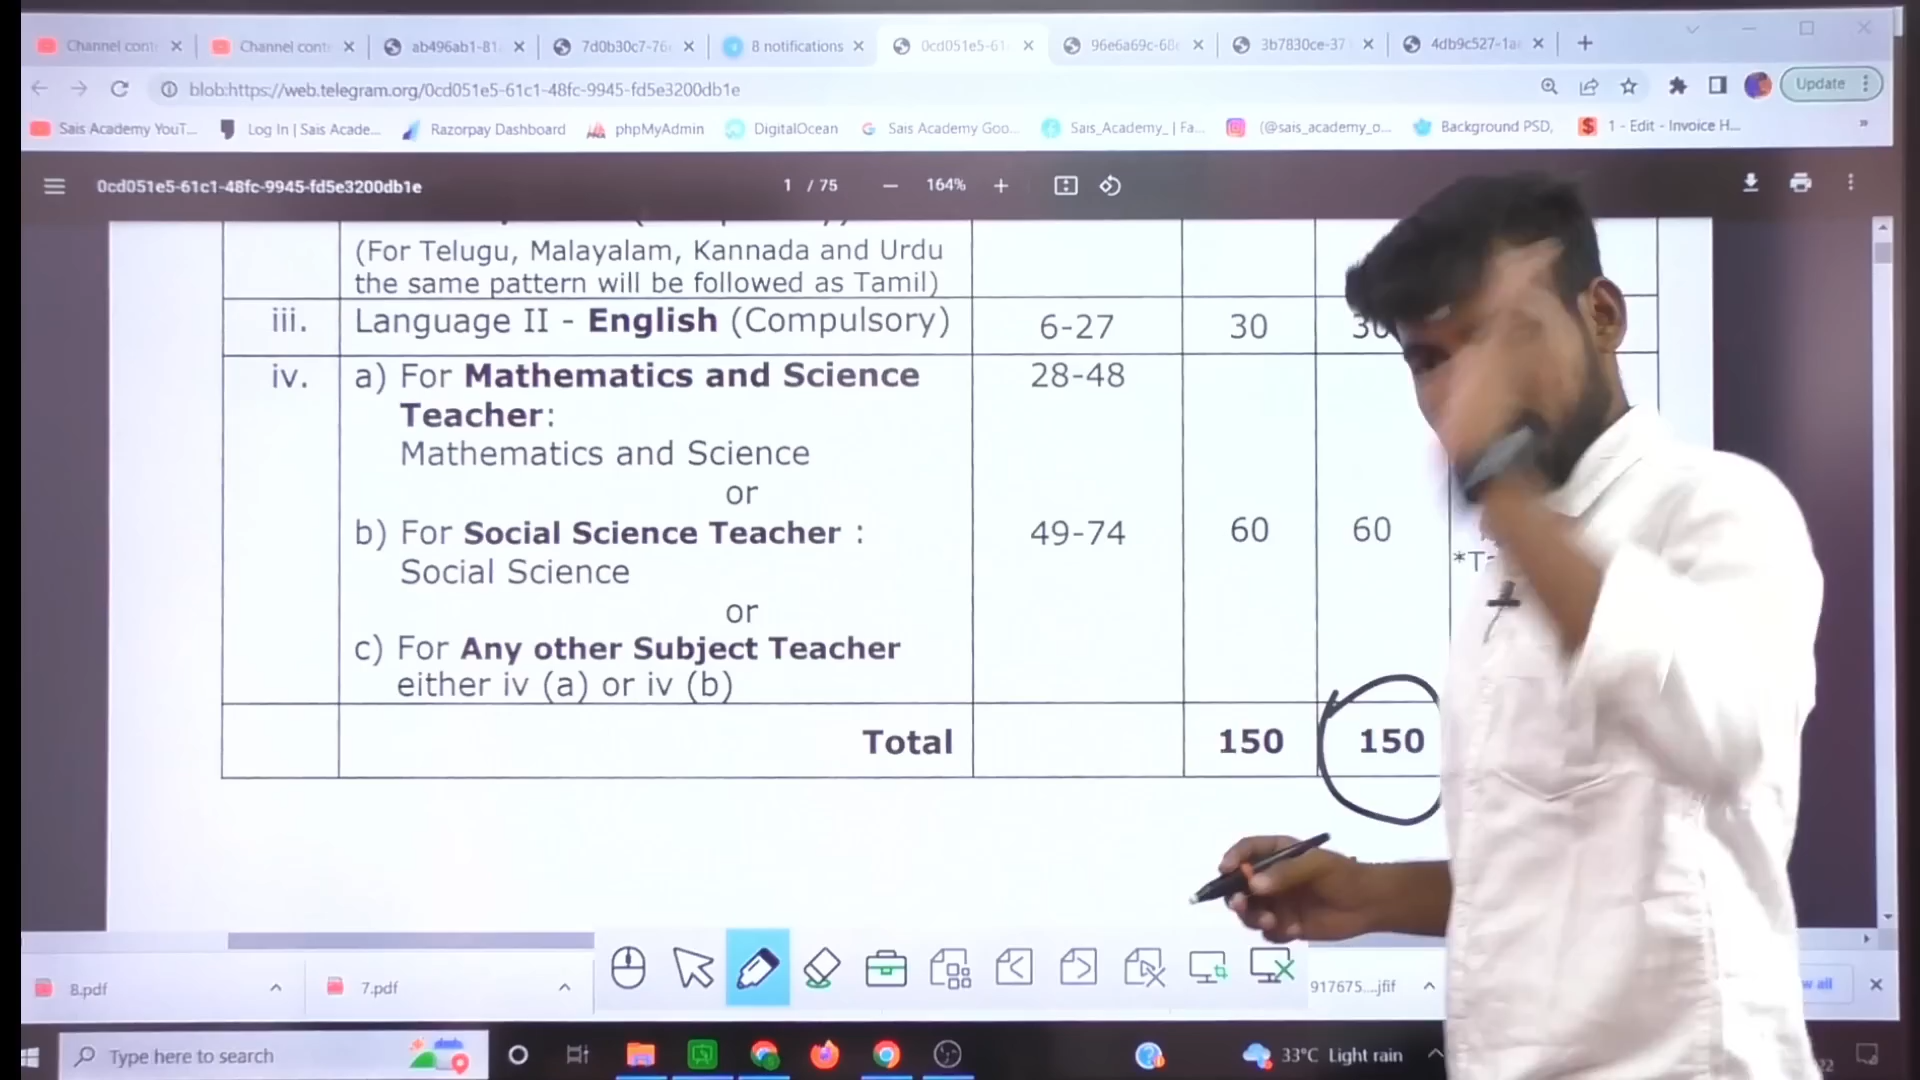 Channel cont
Channel cont
ab496ab1-81
7d0b30c7-76
8 notifications
0cd051e5-61
96e6a69c-68
3b7830ce-37
4db9c527-1a
blob:https://web.telegram.org/0cd051e5-61c1-48fc-9945-fd5e3200db1e
Update
Sais Academy YouT...
Log In | Sais Acade...
Razorpay Dashboard
phpMyAdmin
DigitalOcean
Sais Academy Goo...
Sais_Academy_ | Fa...
(@sais_academy_o...
Background PSD,
1 - Edit - Invoice H...
»
0cd051e5-61c1-48fc-9945-fd5e3200db1e
1 / 75
164%
(For Telugu, Malayalam, Kannada and Urdu
the same pattern will be followed as Tamil)
iii. Language II - English (Compulsory) 6-27 30 30
iv. a) For Mathematics and Science 28-48
Teacher:
Mathematics and Science
or
b) For Social Science Teacher : 49-74 60 60
Social Science
*T-
or
c) For Any other Subject Teacher
either iv (a) or iv (b)
Total 150 150
8.pdf
7.pdf
917675....jfif
w all
Type here to search
33°C Light rain